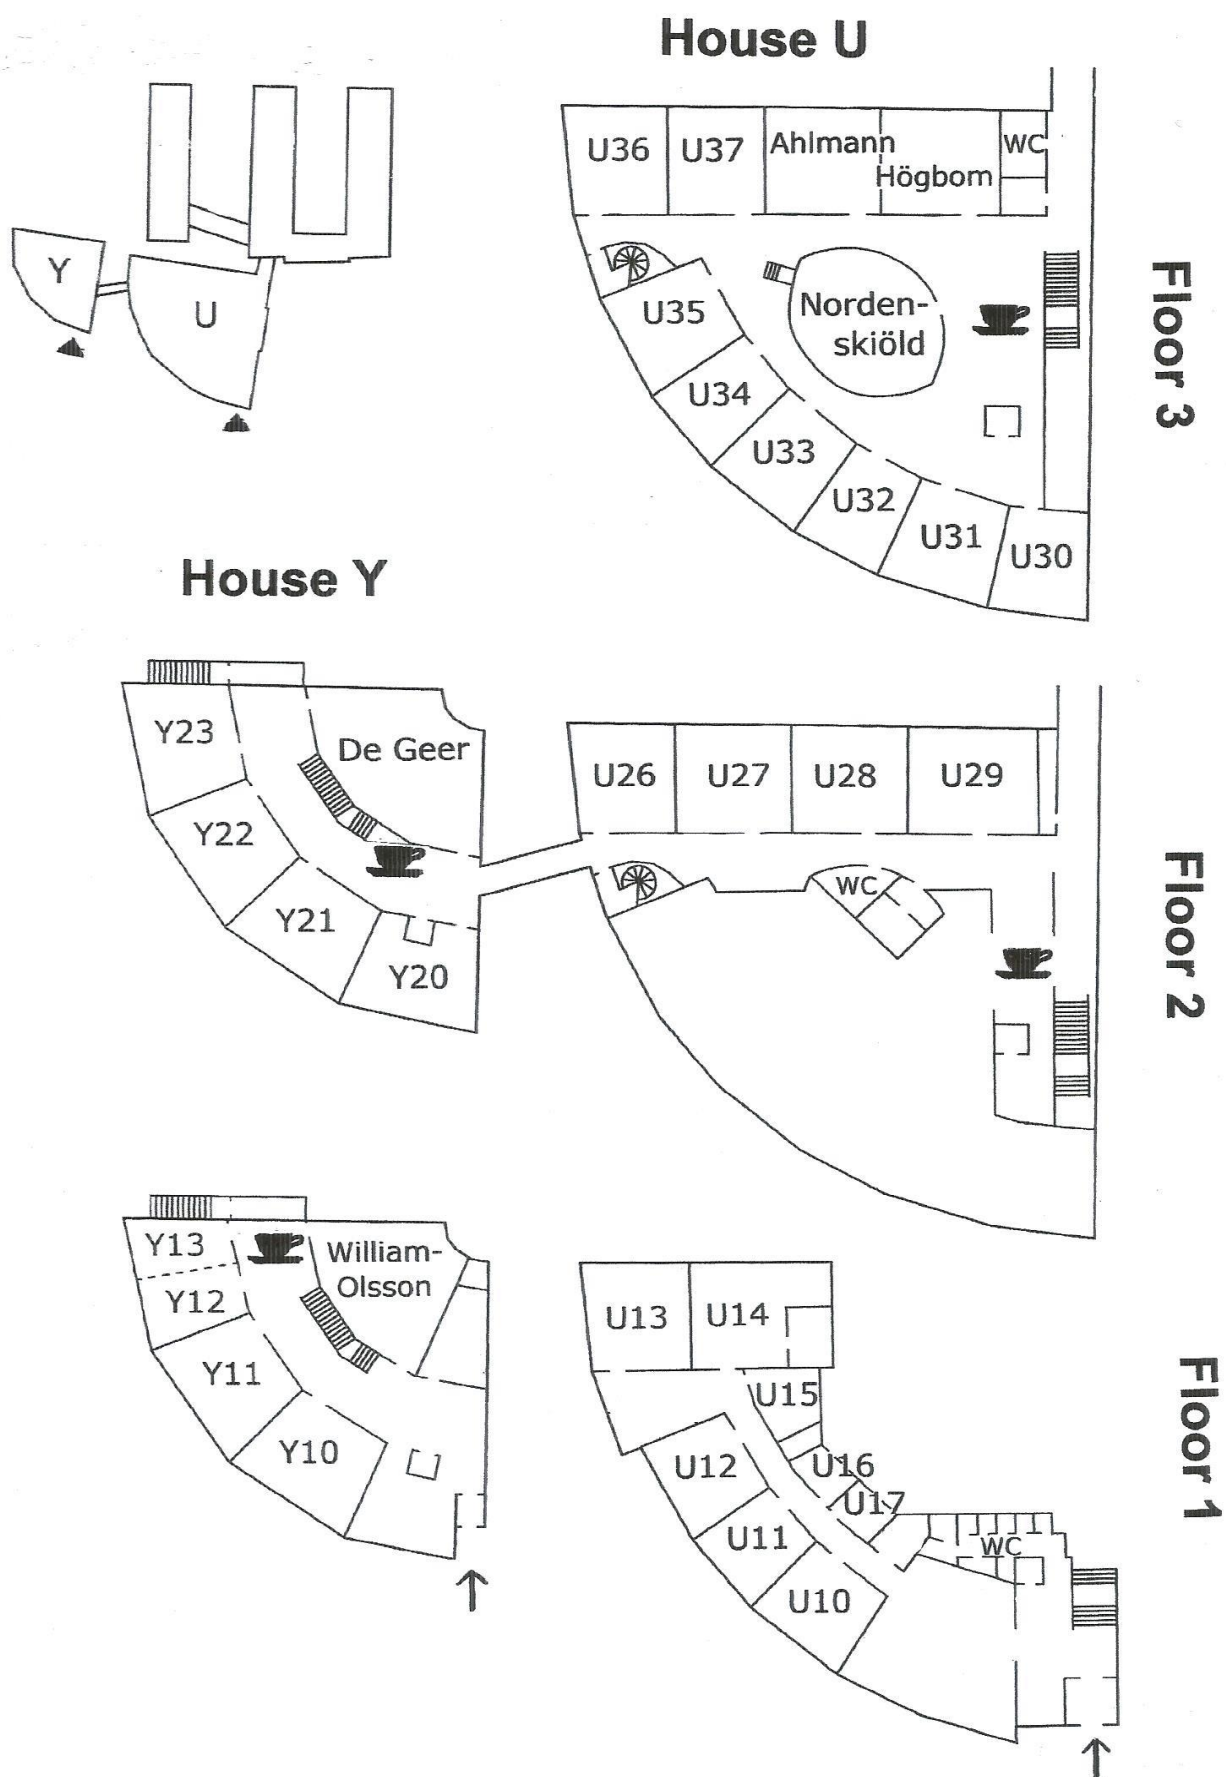 House U
U36
U37
Ahlmann
Högbom
WC
Y
U
Norden-
skiöld
U35
U34
U33
U32
U31
U30
Floor 3
House Y
Y23
De Geer
Y22
Y21
Y20
U26
U27
U28
U29
WC
Floor 2
Y13
William-
Olsson
Y12
Y11
Y10
U13
U14
U15
U12
U16
U17
U11
WC
U10
Floor 1